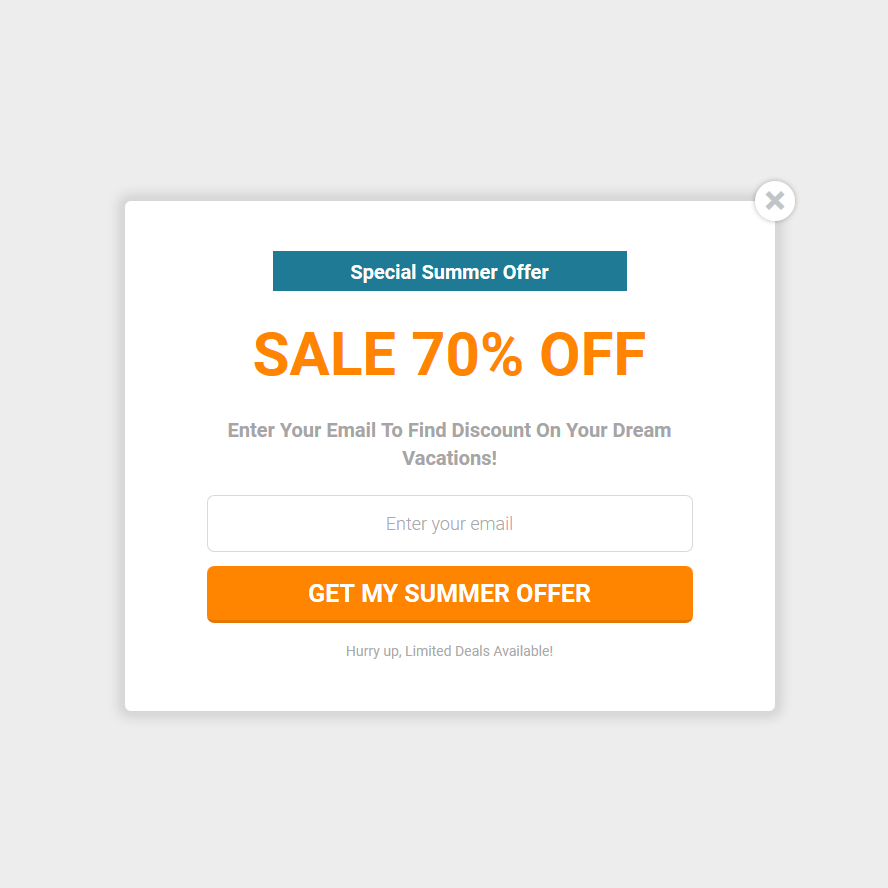 Special Summer Offer
SALE 70% OFF
Enter Your Email To Find Discount On Your Dream
Vacations!
Enter your email
GET MY SUMMER OFFER
Hurry up, Limited Deals Available!